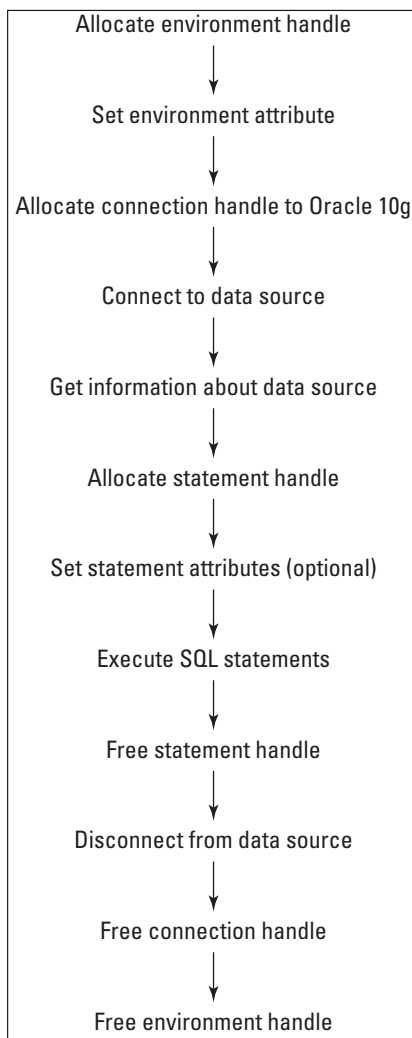 Allocate environment handle
Set environment attribute
Allocate connection handle to Oracle 10g
Connect to data source
Get information about data source
Allocate statement handle
Set statement attributes (optional)
Execute SQL statements
Free statement handle
Disconnect from data source
Free connection handle
Free environment handle